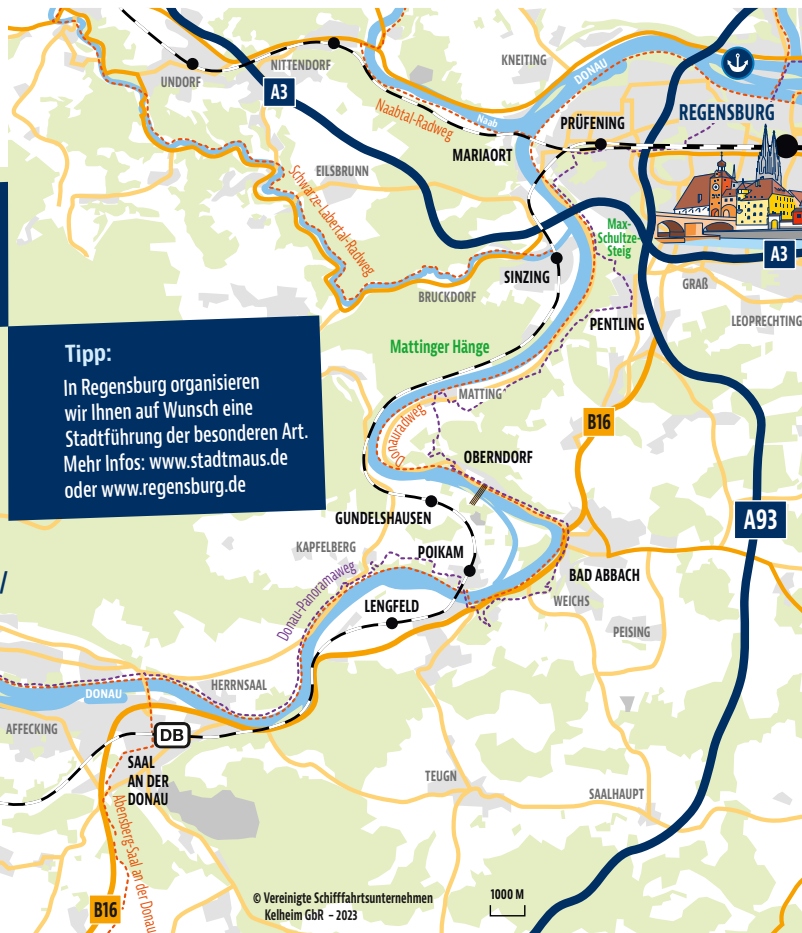 KNEITING
NITTENDORF
UNDORF
DONAU
A3
Naabtal-Radweg
Naab
PRÜFENING
REGENSBURG
MARIAORT
EILSBRUNN
Schwarze-Labertal-Radweg
Max-
Schultze-
Steig
A3
SINZING
GRAß
BRUCKDORF
PENTLING
LEOPRECHTING
Tipp:
In Regensburg organisieren
wir Ihnen auf Wunsch eine
Stadtführung der besonderen Art.
Mehr Infos: www.stadtmaus.de
oder www.regensburg.de
Mattinger Hänge
MATTING
Donauradweg
B16
OBERNDORF
GUNDELSHAUSEN
A93
KAPFELBERG
POIKAM
BAD ABBACH
/
Donau-Panoramaweg
LENGFELD
WEICHS
PEISING
HERRNSAAL
DONAU
AFFECKING
DB
SAAL
AN DER
DONAU
TEUGN
SAALHAUPT
Abensberg-Saal an der Donau
B16
© Vereinigte Schifffahrtsunternehmen
Kelheim GbR – 2023
1000 M